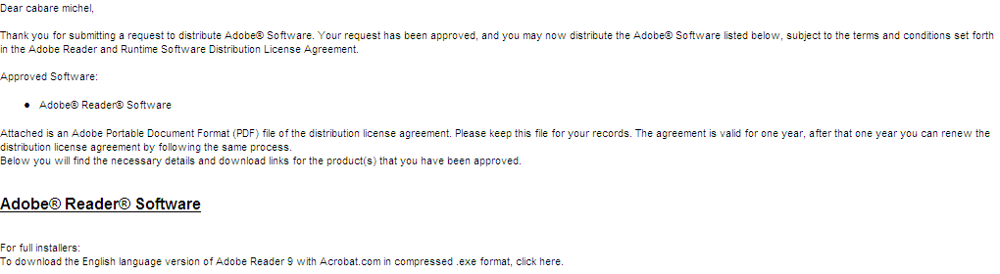 Dear cabare michel,
Thank you for submitting a request to distribute Adobe® Software. Your request has been approved, and you may now distribute the Adobe® Software listed below, subject to the terms and conditions set forth
in the Adobe Reader and Runtime Software Distribution License Agreement.
Approved Software:
● Adobe® Reader® Software
Attached is an Adobe Portable Document Format (PDF) file of the distribution license agreement. Please keep this file for your records. The agreement is valid for one year, after that one year you can renew the
distribution license agreement by following the same process.
Below you will find the necessary details and download links for the product(s) that you have been approved.
Adobe® Reader® Software
For full installers:
To download the English language version of Adobe Reader 9 with Acrobat.com in compressed .exe format, click here.